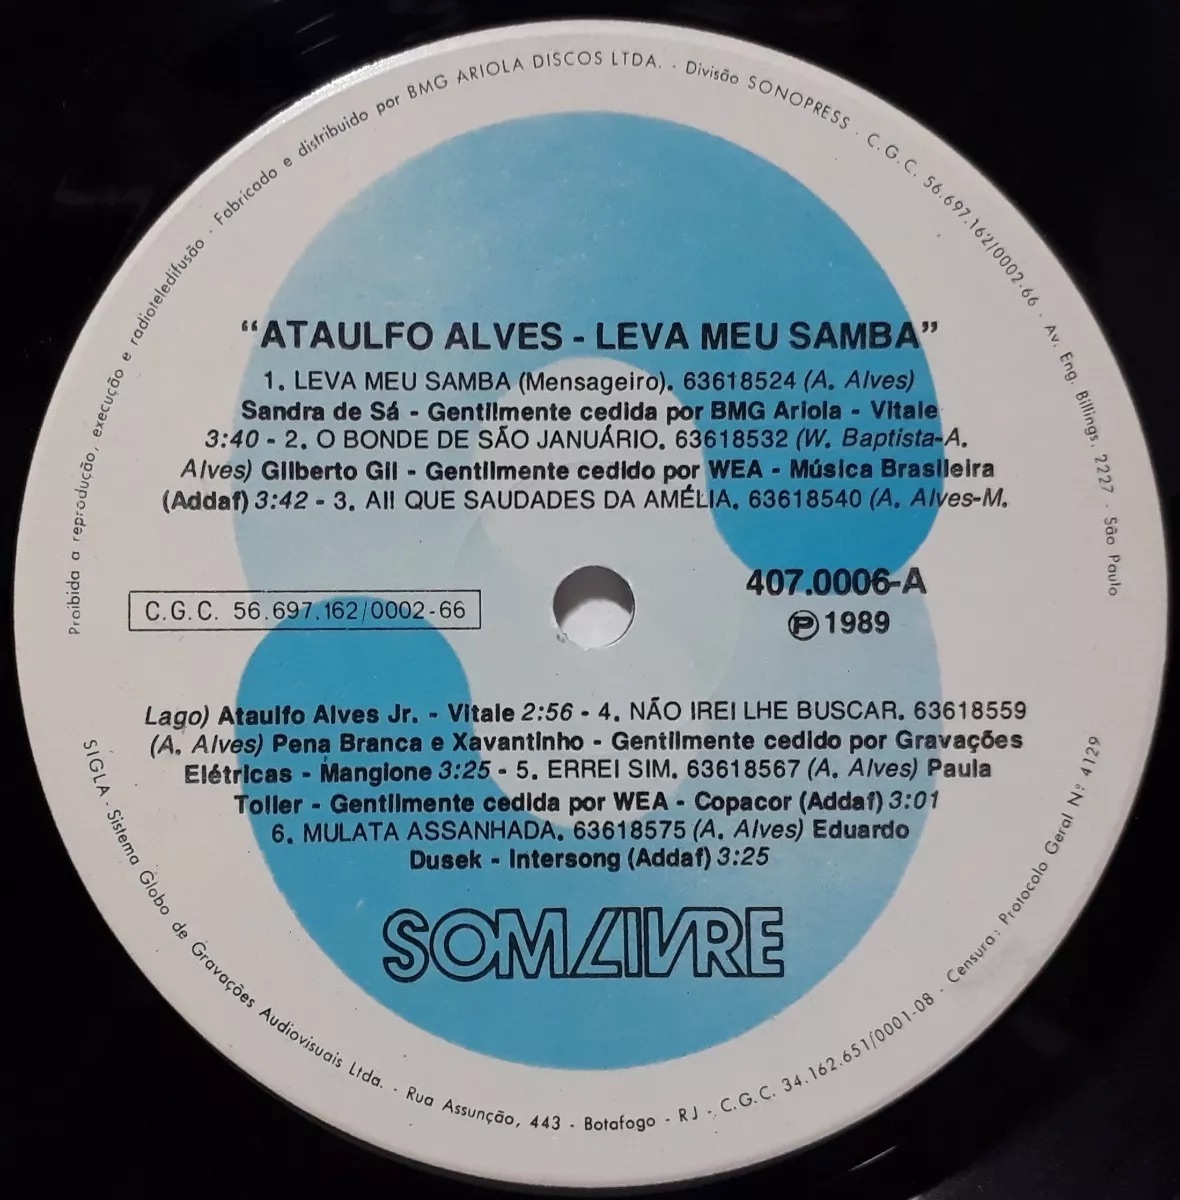 Proibida a reprodução, execução e radioteledifusão · Fabricado e distribuido por BMG ARIOLA DISCOS LTDA. · Divisão SONOPRESS · C.G.C. 56.697.162/0002-66 · Av. Eng. Billings, 2227 · São Paulo
“ATAULFO ALVES - LEVA MEU SAMBA”
1. LEVA MEU SAMBA (Mensageiro). 63618524 (A. Alves)
Sandra de Sá - Gentilmente cedida por BMG Ariola - Vitale
3:40 - 2. O BONDE DE SÃO JANUÁRIO. 63618532 (W. Baptista-A.
Alves) Gilberto Gil - Gentilmente cedido por WEA - Música Brasileira
(Addaf) 3:42 - 3. AII QUE SAUDADES DA AMÉLIA. 63618540 (A. Alves-M.
407.0006-A
C.G.C. 56.697.162/0002-66
Ⓟ 1989
Lago) Ataulfo Alves Jr. - Vitale 2:56 - 4. NÃO IREI LHE BUSCAR. 63618559
(A. Alves) Pena Branca e Xavantinho - Gentilmente cedido por Gravações
Elétricas - Mangione 3:25 - 5. ERREI SIM. 63618567 (A. Alves) Paula
Toller - Gentilmente cedida por WEA - Copacor (Addaf) 3:01
6. MULATA ASSANHADA. 63618575 (A. Alves) Eduardo
Dusek - Intersong (Addaf) 3:25
SOM LIVRE
SIGLA - Sistema Globo de Gravações Audiovisuais Ltda. - Rua Assunção, 443 - Botafogo - RJ - C.G.C. 34.162.651/0001-08 - Censura: Protocolo Geral Nº 4129